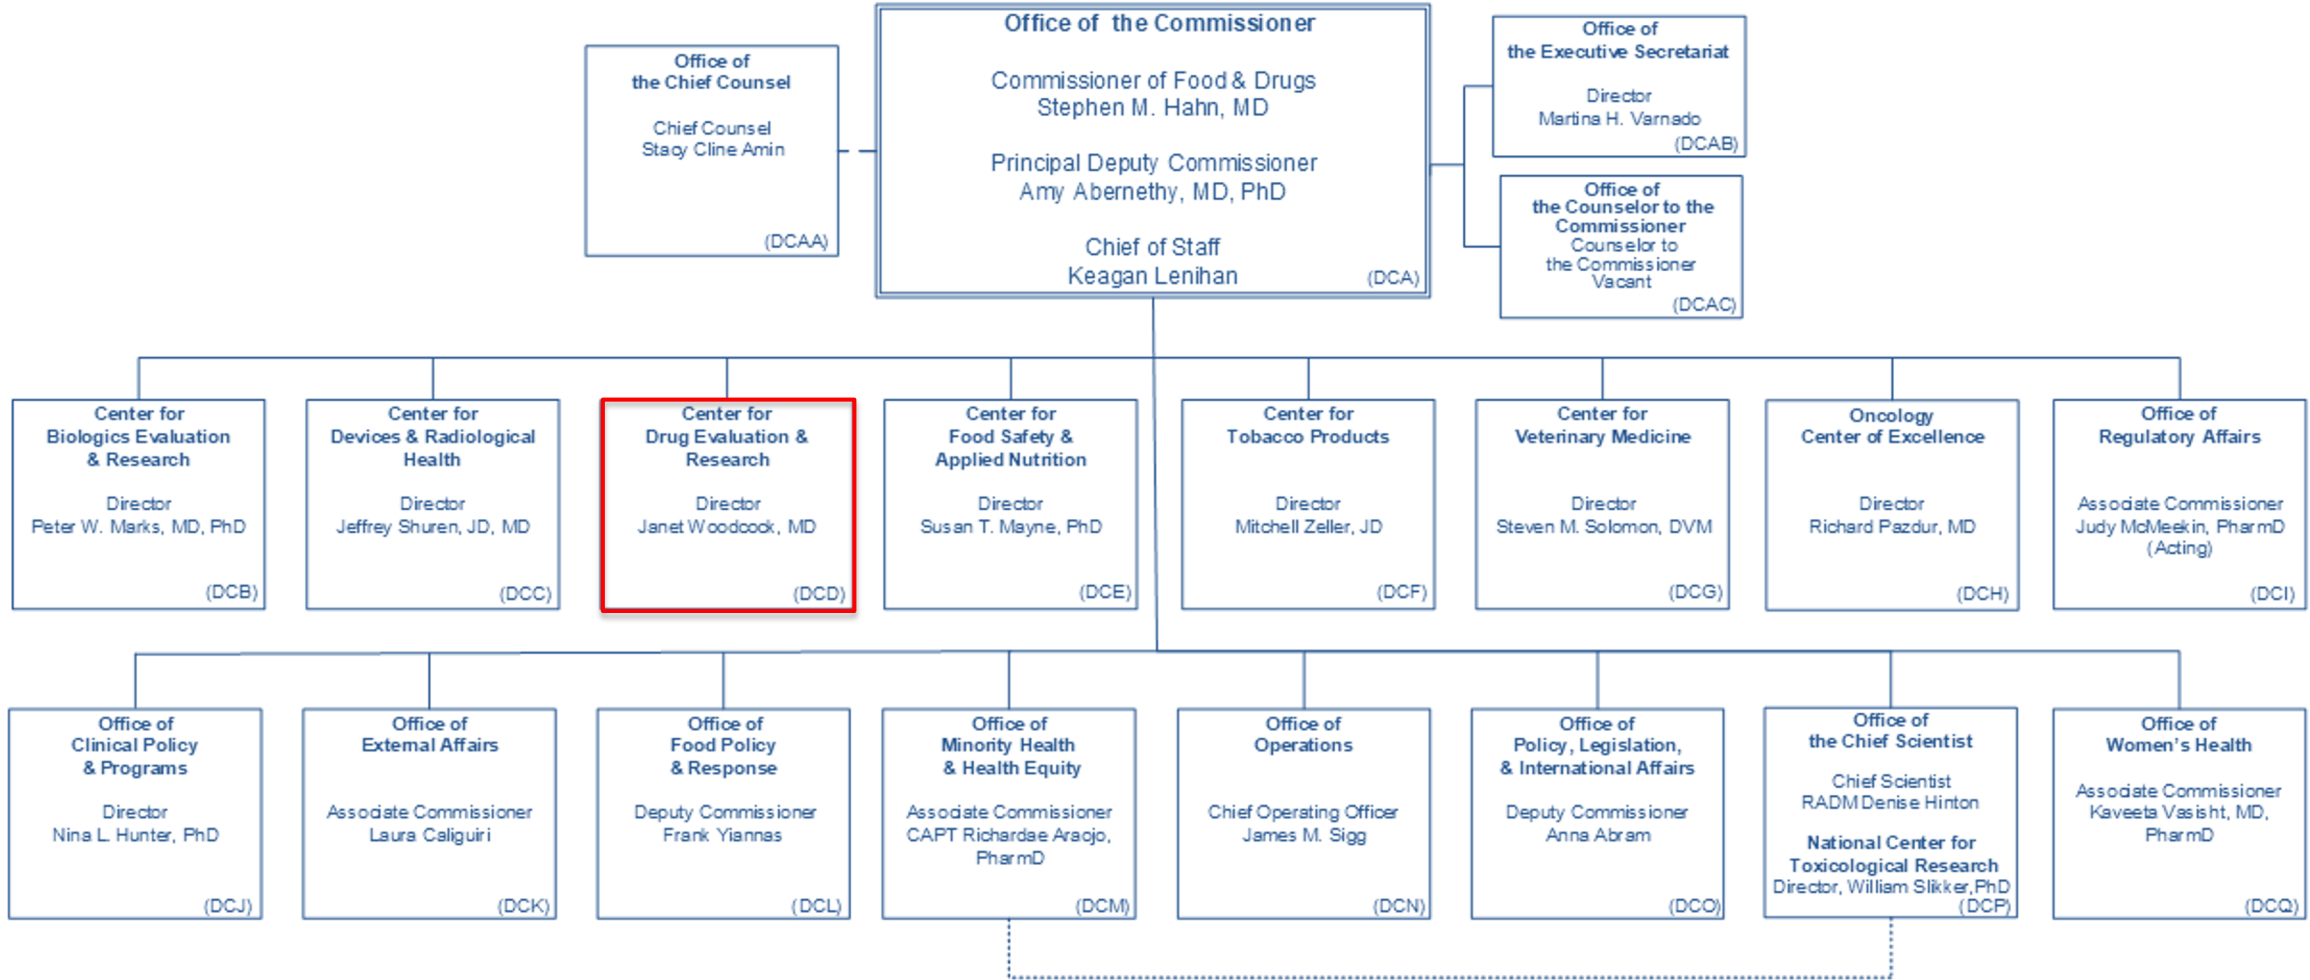 Office of the Commissioner
Commissioner of Food & Drugs
Stephen M. Hahn, MD
Principal Deputy Commissioner
Amy Abernethy, MD, PhD
Chief of Staff
Keagan Lenihan
(DCA)
Office of
the Chief Counsel
Chief Counsel
Stacy Cline Amin
(DCAA)
Office of
the Executive Secretariat
Director
Martina H. Varnado
(DCAB)
Office of
the Counselor to the
Commissioner
Counselor to
the Commissioner
Vacant
(DCAC)
Center for
Biologics Evaluation
& Research
Director
Peter W. Marks, MD, PhD
(DCB)
Center for
Devices & Radiological
Health
Director
Jeffrey Shuren, JD, MD
(DCC)
Center for
Drug Evaluation &
Research
Director
Janet Woodcock, MD
(DCD)
Center for
Food Safety &
Applied Nutrition
Director
Susan T. Mayne, PhD
(DCE)
Center for
Tobacco Products
Director
Mitchell Zeller, JD
(DCF)
Center for
Veterinary Medicine
Director
Steven M. Solomon, DVM
(DCG)
Oncology
Center of Excellence
Director
Richard Pazdur, MD
(DCH)
Office of
Regulatory Affairs
Associate Commissioner
Judy McMeekin, PharmD
(Acting)
(DCI)
Office of
Clinical Policy
& Programs
Director
Nina L. Hunter, PhD
(DCJ)
Office of
External Affairs
Associate Commissioner
Laura Caliguiri
(DCK)
Office of
Food Policy
& Response
Deputy Commissioner
Frank Yiannas
(DCL)
Office of
Minority Health
& Health Equity
Associate Commissioner
CAPT Richardae Araojo,
PharmD
(DCM)
Office of
Operations
Chief Operating Officer
James M. Sigg
(DCN)
Office of
Policy, Legislation,
& International Affairs
Deputy Commissioner
Anna Abram
(DCO)
Office of
the Chief Scientist
Chief Scientist
RADM Denise Hinton
National Center for
Toxicological Research
Director, William Slikker,PhD
(DCP)
Office of
Women's Health
Associate Commissioner
Kaveeta Vasisht, MD,
PharmD
(DCQ)